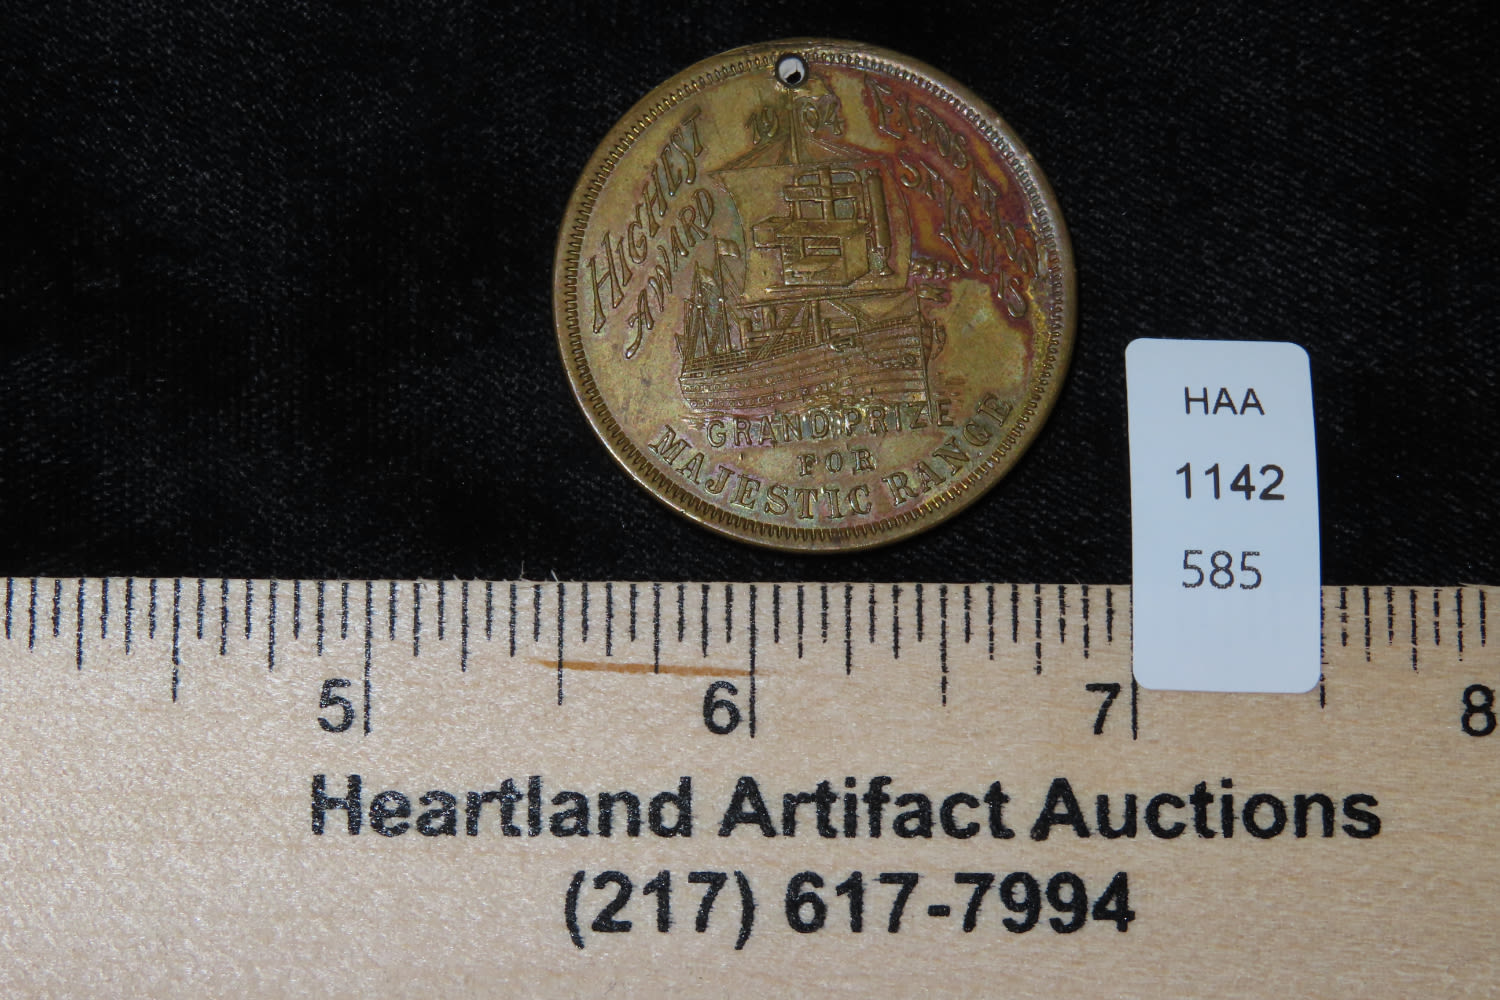 HIGHEST
AWARD
1904
EXPOSITION
ST. LOUIS
GRAND PRIZE
FOR
MAJESTIC RANGE
HAA
1142
585
5 6 7 8
Heartland Artifact Auctions
(217) 617-7994